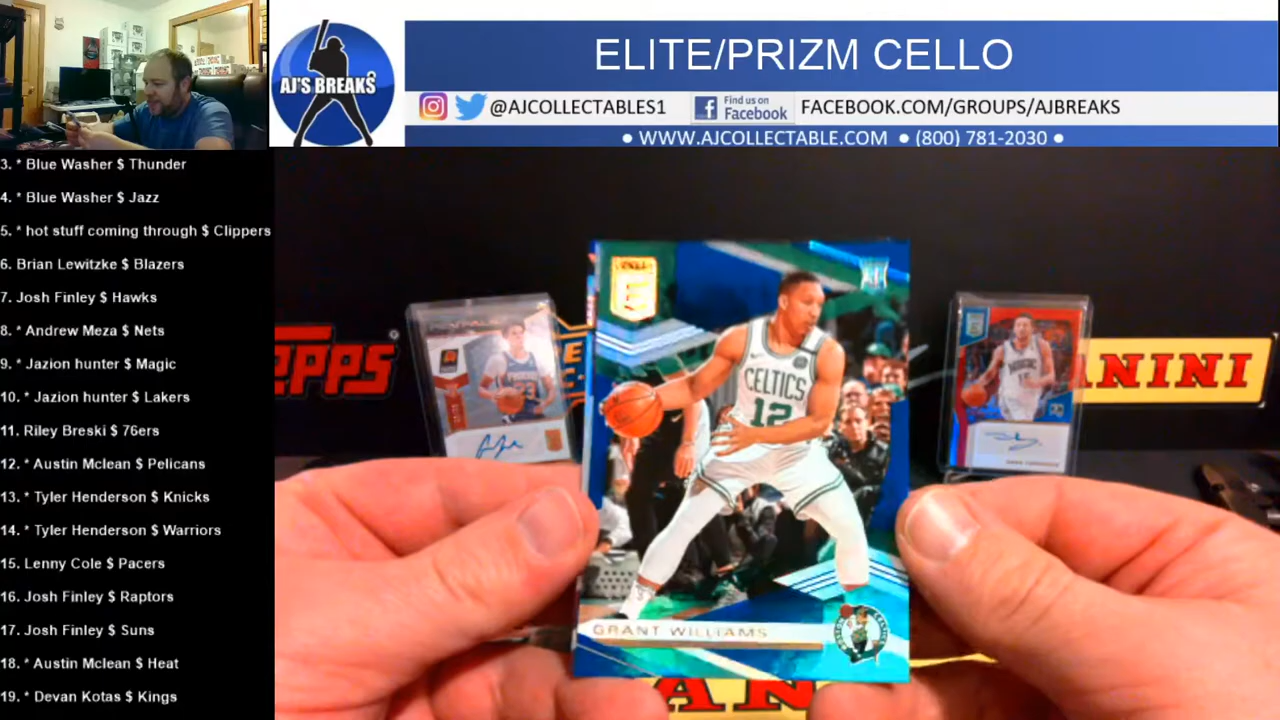 AJ'S BREAKS
ELITE/PRIZM CELLO
@AJCOLLECTABLES1
Find us on
Facebook
FACEBOOK.COM/GROUPS/AJBREAKS
● WWW.AJCOLLECTABLE.COM ● (800) 781-2030 ●
3. * Blue Washer $ Thunder
4. * Blue Washer $ Jazz
5. * hot stuff coming through $ Clippers
6. Brian Lewitzke $ Blazers
7. Josh Finley $ Hawks
8. * Andrew Meza $ Nets
9. * Jazion hunter $ Magic
10. * Jazion hunter $ Lakers
11. Riley Breski $ 76ers
12. * Austin Mclean $ Pelicans
13. * Tyler Henderson $ Knicks
14. * Tyler Henderson $ Warriors
15. Lenny Cole $ Pacers
16. Josh Finley $ Raptors
17. Josh Finley $ Suns
18. * Austin Mclean $ Heat
19. * Devan Kotas $ Kings
TOPPS
PANINI
E
CELTICS
12
GRANT WILLIAMS
PANI